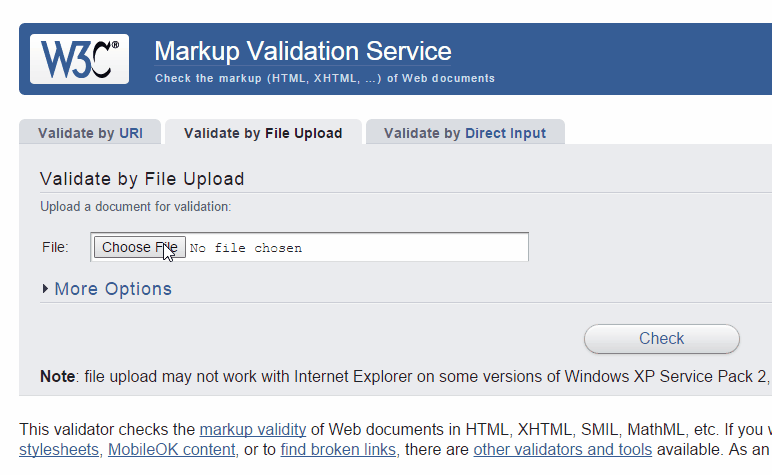 W3C®
Markup Validation Service
Check the markup (HTML, XHTML, …) of Web documents
Validate by URI Validate by File Upload Validate by Direct Input
Validate by File Upload
Upload a document for validation:
File: Choose File No file chosen
More Options
Check
Note: file upload may not work with Internet Explorer on some versions of Windows XP Service Pack 2,
This validator checks the markup validity of Web documents in HTML, XHTML, SMIL, MathML, etc. If you
stylesheets, MobileOK content, or to find broken links, there are other validators and tools available. As an